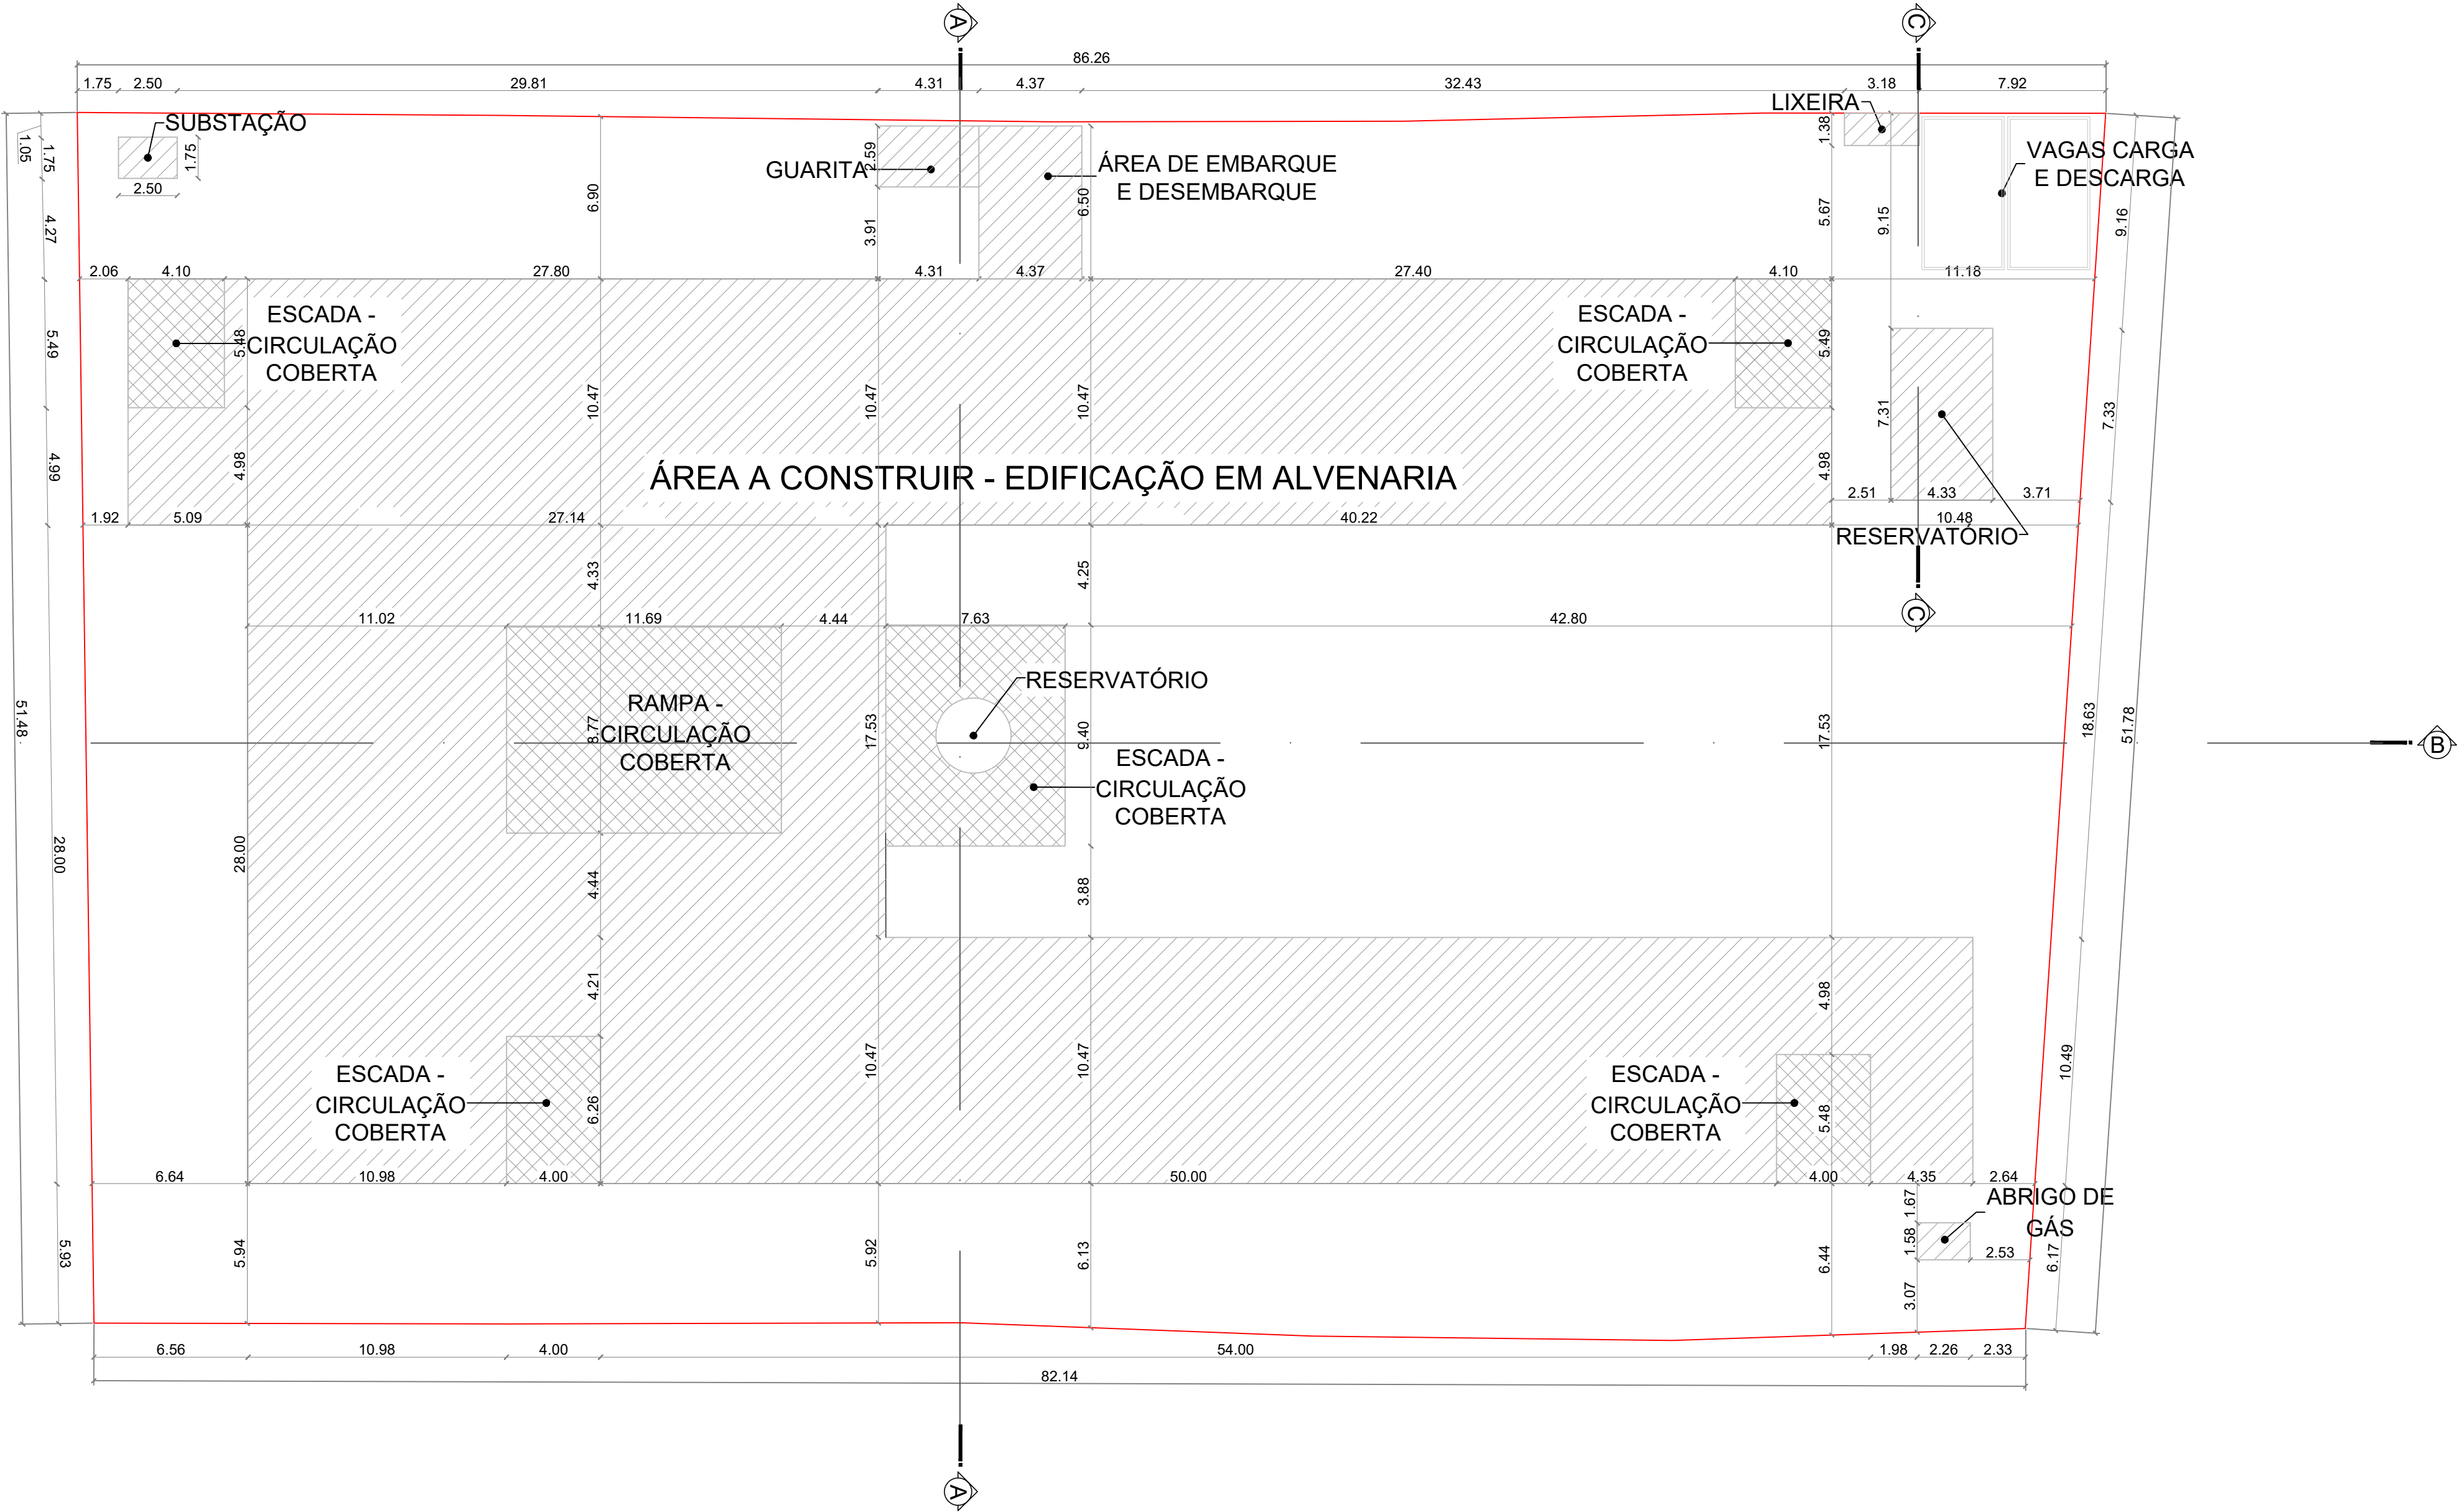 A
C
86.26
1.75
2.50
29.81
4.31
4.37
32.43
3.18
7.92
LIXEIRA
SUBSTAÇÃO
1.05
1.75
1.75
2.50
GUARITA
2.59
ÁREA DE EMBARQUE
E DESEMBARQUE
1.38
VAGAS CARGA
E DESCARGA
6.90
3.91
6.50
5.67
9.15
9.16
4.27
2.06
4.10
27.80
4.31
4.37
27.40
4.10
11.18
ESCADA -
CIRCULAÇÃO
COBERTA
ESCADA -
CIRCULAÇÃO
COBERTA
5.49
5.48
10.47
10.47
10.47
5.49
7.31
7.33
ÁREA A CONSTRUIR - EDIFICAÇÃO EM ALVENARIA
4.99
4.98
4.98
2.51
4.33
3.71
1.92
5.09
27.14
40.22
10.48
RESERVATÓRIO
4.33
4.25
C
11.02
11.69
4.44
7.63
42.80
RESERVATÓRIO
RAMPA -
CIRCULAÇÃO
COBERTA
51.48
8.77
17.53
9.40
17.53
18.63
51.78
B
ESCADA -
CIRCULAÇÃO
COBERTA
28.00
28.00
4.44
3.88
4.21
4.98
ESCADA -
CIRCULAÇÃO
COBERTA
ESCADA -
CIRCULAÇÃO
COBERTA
6.26
10.47
10.47
5.48
10.49
6.64
10.98
4.00
50.00
4.00
4.35
2.64
1.67
ABRIGO DE
GÁS
5.93
5.94
5.92
6.13
6.44
1.58
2.53
6.17
3.07
6.56
10.98
4.00
54.00
1.98
2.26
2.33
82.14
A